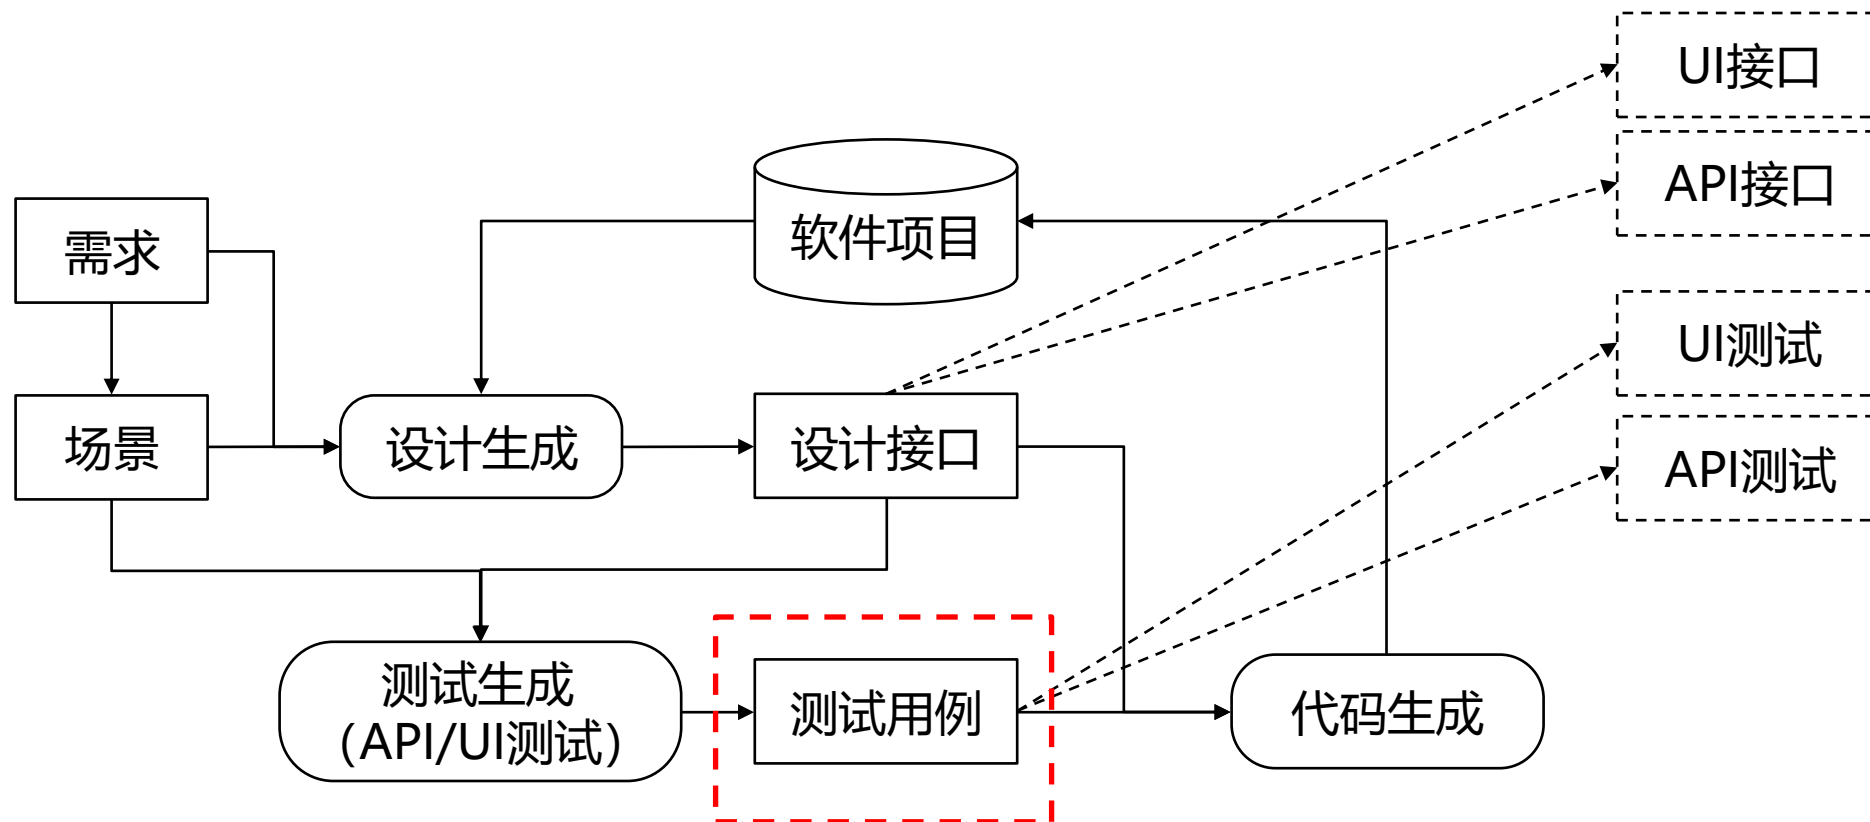 UI接口
API接口
软件项目
需求
UI测试
场景
设计生成
设计接口
API测试
测试生成
（API/UI测试）
测试用例
代码生成